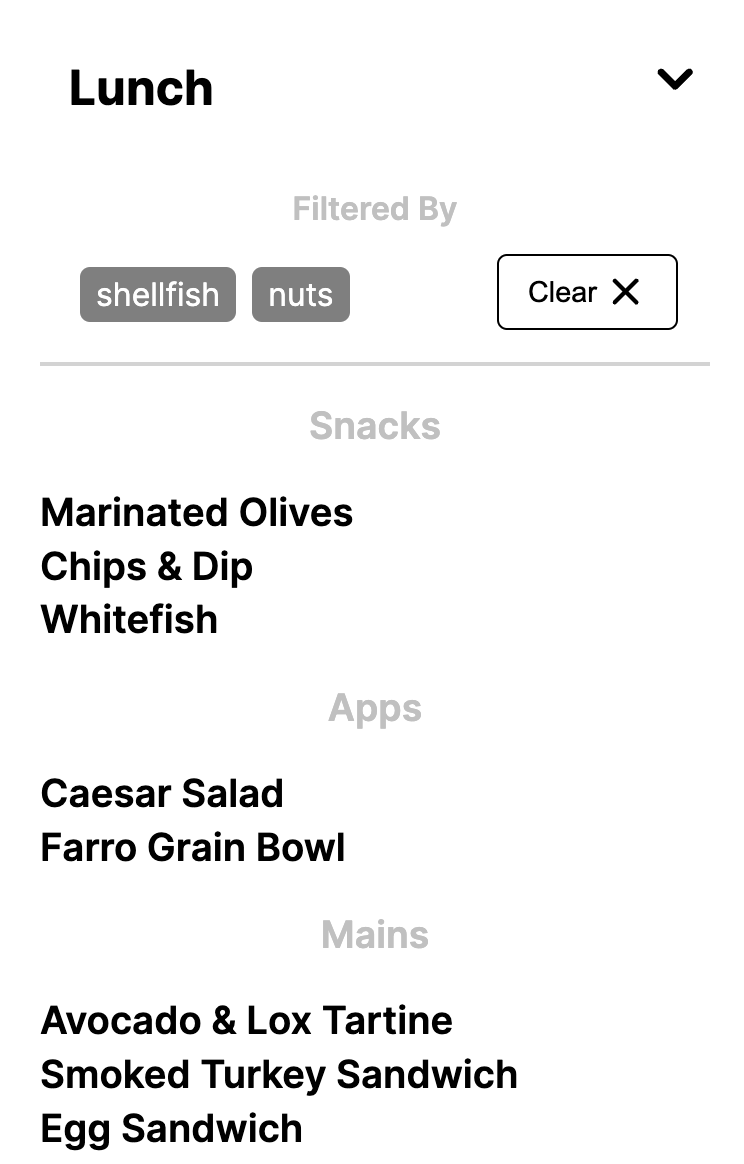 Lunch
Filtered By
shellfish nuts Clear
Snacks
Marinated Olives
Chips & Dip
Whitefish
Apps
Caesar Salad
Farro Grain Bowl
Mains
Avocado & Lox Tartine
Smoked Turkey Sandwich
Egg Sandwich